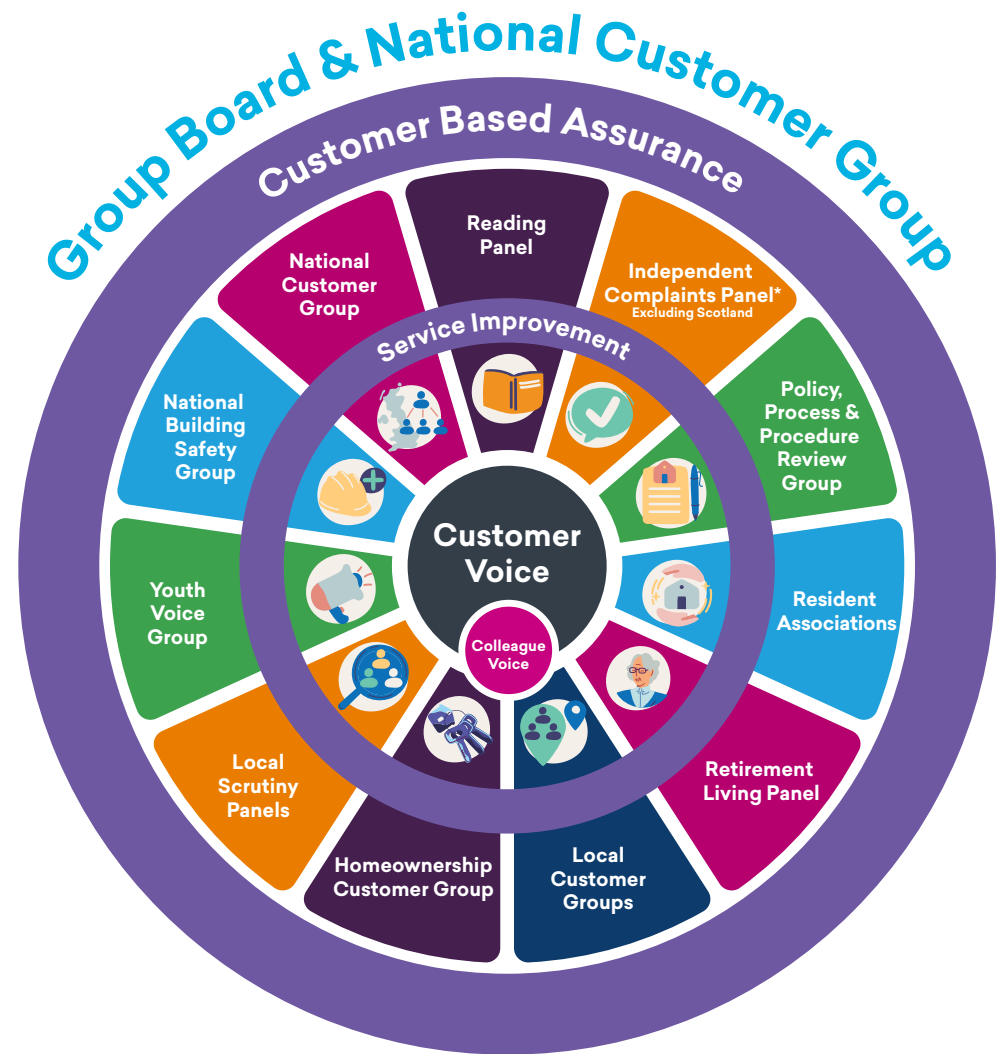 Group Board & National Customer Group
Customer Based Assurance
Reading
Panel
Independent
Complaints Panel*
Excluding Scotland
Policy,
Process &
Procedure
Review
Group
Resident
Associations
Retirement
Living Panel
Local
Customer
Groups
Homeownership
Customer Group
Local
Scrutiny
Panels
Youth
Voice
Group
National
Building
Safety
Group
National
Customer
Group
Service Improvement
Customer
Voice
Colleague
Voice